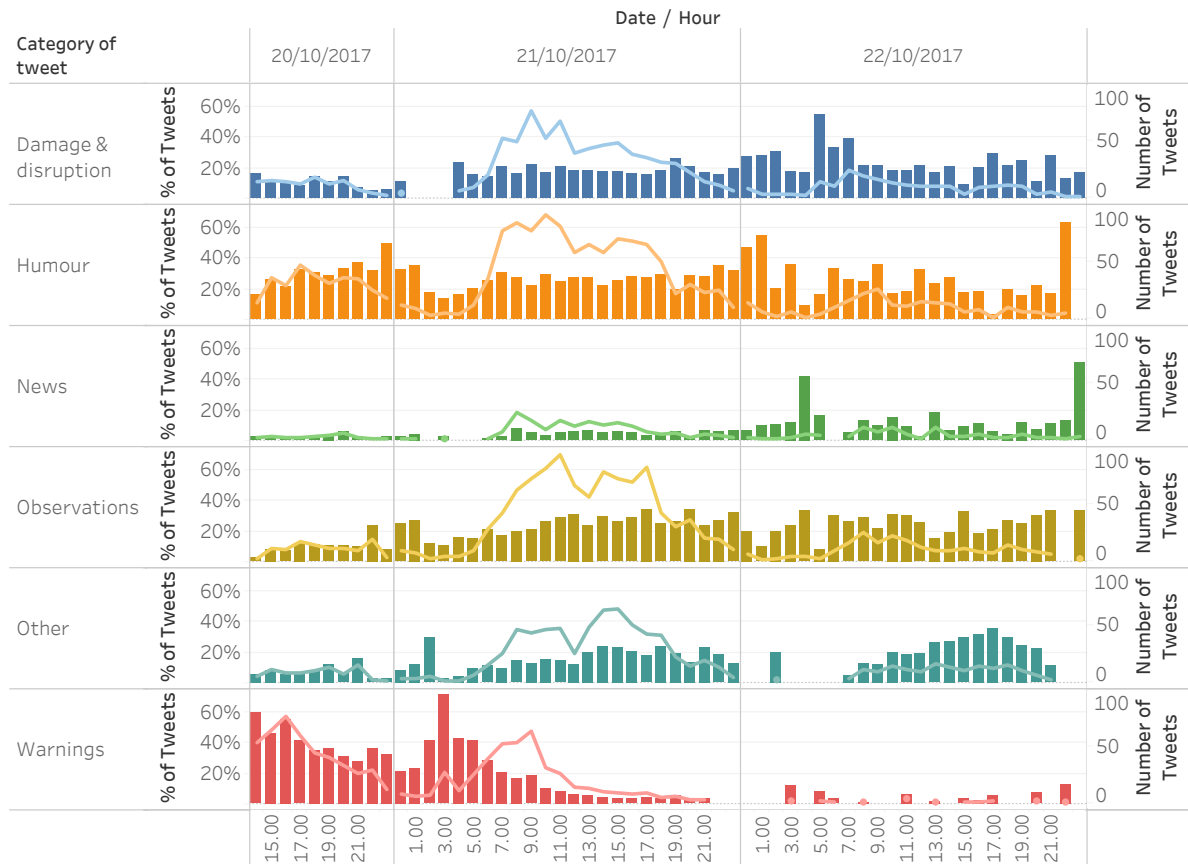 Date / Hour
Category of
tweet
20/10/2017
21/10/2017
22/10/2017
Damage &
disruption
% of Tweets
60%
40%
20%
100
50
0
Number of
Tweets
Humour
% of Tweets
60%
40%
20%
100
50
0
Number of
Tweets
News
% of Tweets
60%
40%
20%
100
50
0
Number of
Tweets
Observations
% of Tweets
60%
40%
20%
100
50
0
Number of
Tweets
Other
% of Tweets
60%
40%
20%
100
50
0
Number of
Tweets
Warnings
% of Tweets
60%
40%
20%
100
50
0
Number of
Tweets
15.00
17.00
19.00
21.00
1.00
3.00
5.00
7.00
9.00
11.00
13.00
15.00
17.00
19.00
21.00
1.00
3.00
5.00
7.00
9.00
11.00
13.00
15.00
17.00
19.00
21.00